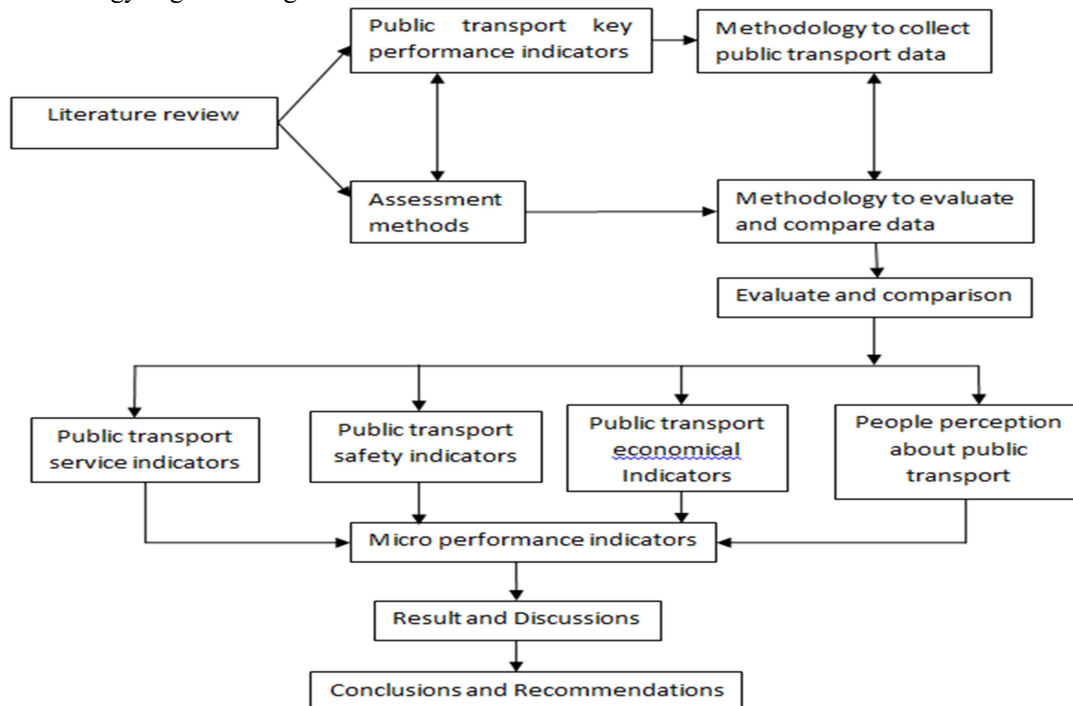 Public transport key
performance indicators
Methodology to collect
public transport data
Literature review
Assessment
methods
Methodology to evaluate
and compare data
Evaluate and comparison
Public transport
service indicators
Public transport
safety indicators
Public transport
economical
Indicators
People perception
about public
transport
Micro performance indicators
Result and Discussions
Conclusions and Recommendations